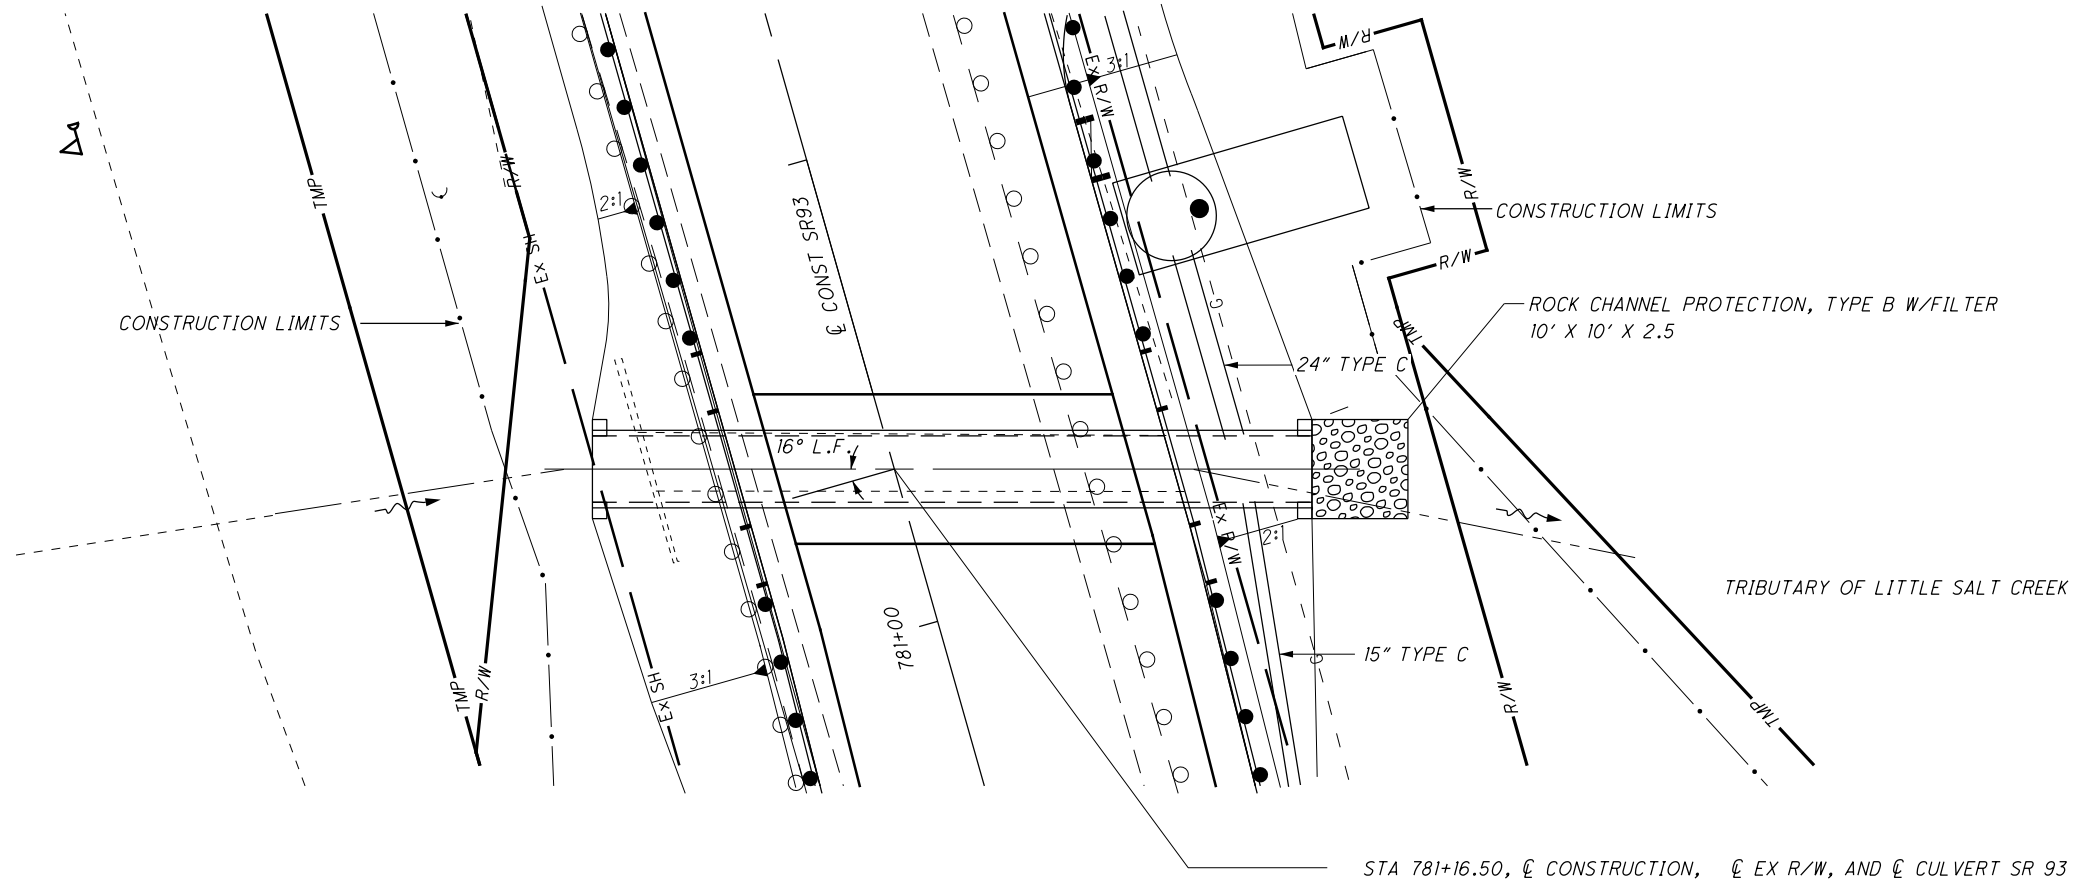 R/W
3:1
Ex R/W
TMP
R/W
R/W
2:1
Ex SH
℄ CONST SR93
CONSTRUCTION LIMITS
R/W
CONSTRUCTION LIMITS
G
ROCK CHANNEL PROTECTION, TYPE B W/FILTER
10' X 10' X 2.5
TMP
24" TYPE C
16° L.F.
Ex R/W
2:1
TRIBUTARY OF LITTLE SALT CREEK
781+00
15" TYPE C
G
TMP
R/W
3:1
Ex SH
Ex SH
R/W
TMP
STA 781+16.50, ℄ CONSTRUCTION, ℄ EX R/W, AND ℄ CULVERT SR 93